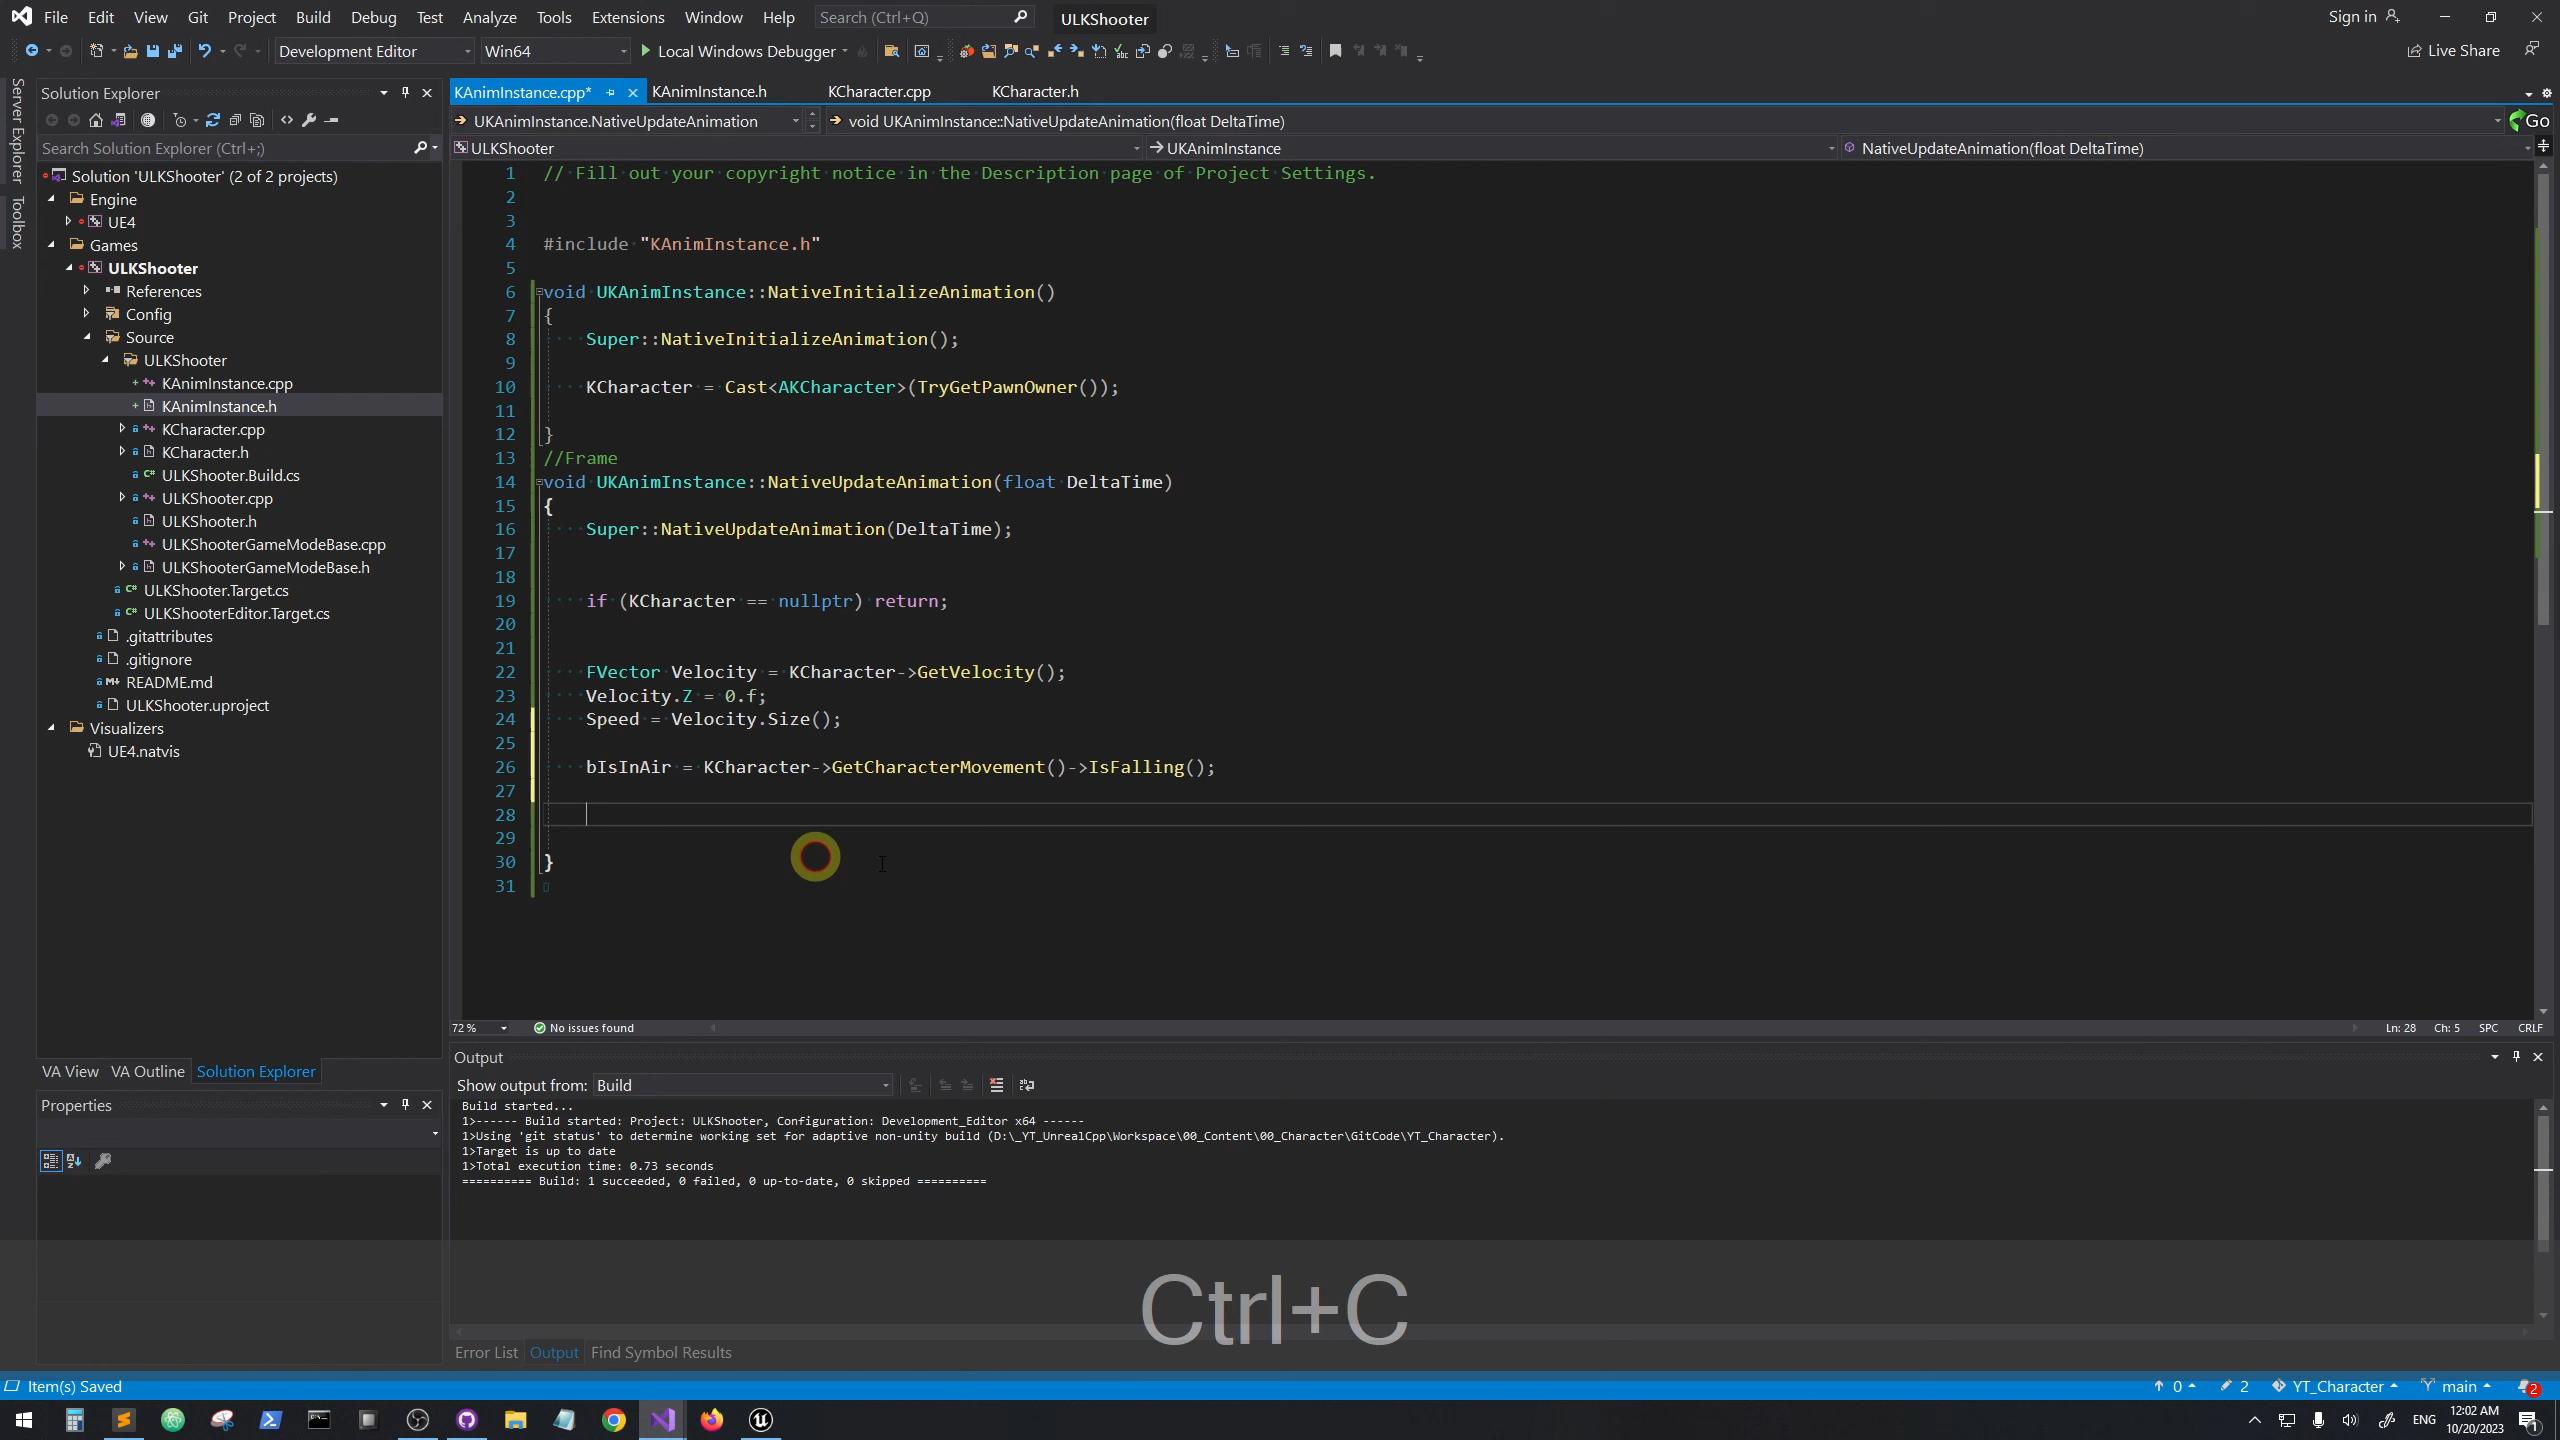 File Edit View Git Project Build Debug Test Analyze Tools Extensions Window Help Search (Ctrl+Q) ULKShooter Sign in
Development Editor Win64 Local Windows Debugger Live Share
Server Explorer
Toolbox
Solution Explorer
Search Solution Explorer (Ctrl+;)
Solution 'ULKShooter' (2 of 2 projects)
Engine
UE4
Games
ULKShooter
References
Config
Source
ULKShooter
KAnimInstance.cpp
KAnimInstance.h
KCharacter.cpp
KCharacter.h
ULKShooter.Build.cs
ULKShooter.cpp
ULKShooter.h
ULKShooterGameModeBase.cpp
ULKShooterGameModeBase.h
ULKShooter.Target.cs
ULKShooterEditor.Target.cs
.gitattributes
.gitignore
README.md
ULKShooter.uproject
Visualizers
UE4.natvis
VA View VA Outline Solution Explorer
Properties
KAnimInstance.cpp* KAnimInstance.h KCharacter.cpp KCharacter.h
UKAnimInstance.NativeUpdateAnimation void UKAnimInstance::NativeUpdateAnimation(float DeltaTime) Go
ULKShooter UKAnimInstance NativeUpdateAnimation(float DeltaTime)
1 // Fill out your copyright notice in the Description page of Project Settings.
2
3
4 #include "KAnimInstance.h"
5
6 void UKAnimInstance::NativeInitializeAnimation()
7 {
8 Super::NativeInitializeAnimation();
9
10 KCharacter = Cast<AKCharacter>(TryGetPawnOwner());
11
12 }
13 //Frame
14 void UKAnimInstance::NativeUpdateAnimation(float DeltaTime)
15 {
16 Super::NativeUpdateAnimation(DeltaTime);
17
18
19 if (KCharacter == nullptr) return;
20
21
22 FVector Velocity = KCharacter->GetVelocity();
23 Velocity.Z = 0.f;
24 Speed = Velocity.Size();
25
26 bIsInAir = KCharacter->GetCharacterMovement()->IsFalling();
27
28
29
30 }
31
72 % No issues found Ln: 28 Ch: 5 SPC CRLF
Output
Show output from: Build
Build started...
1>------ Build started: Project: ULKShooter, Configuration: Development_Editor x64 ------
1>Using 'git status' to determine working set for adaptive non-unity build (D:\_YT_UnrealCpp\Workspace\00_Content\00_Character\GitCode\YT_Character).
1>Target is up to date
1>Total execution time: 0.73 seconds
========== Build: 1 succeeded, 0 failed, 0 up-to-date, 0 skipped ==========
Ctrl+C
Error List Output Find Symbol Results
Item(s) Saved 0 2 YT_Character main 2
ENG 12:02 AM
10/20/2023 1